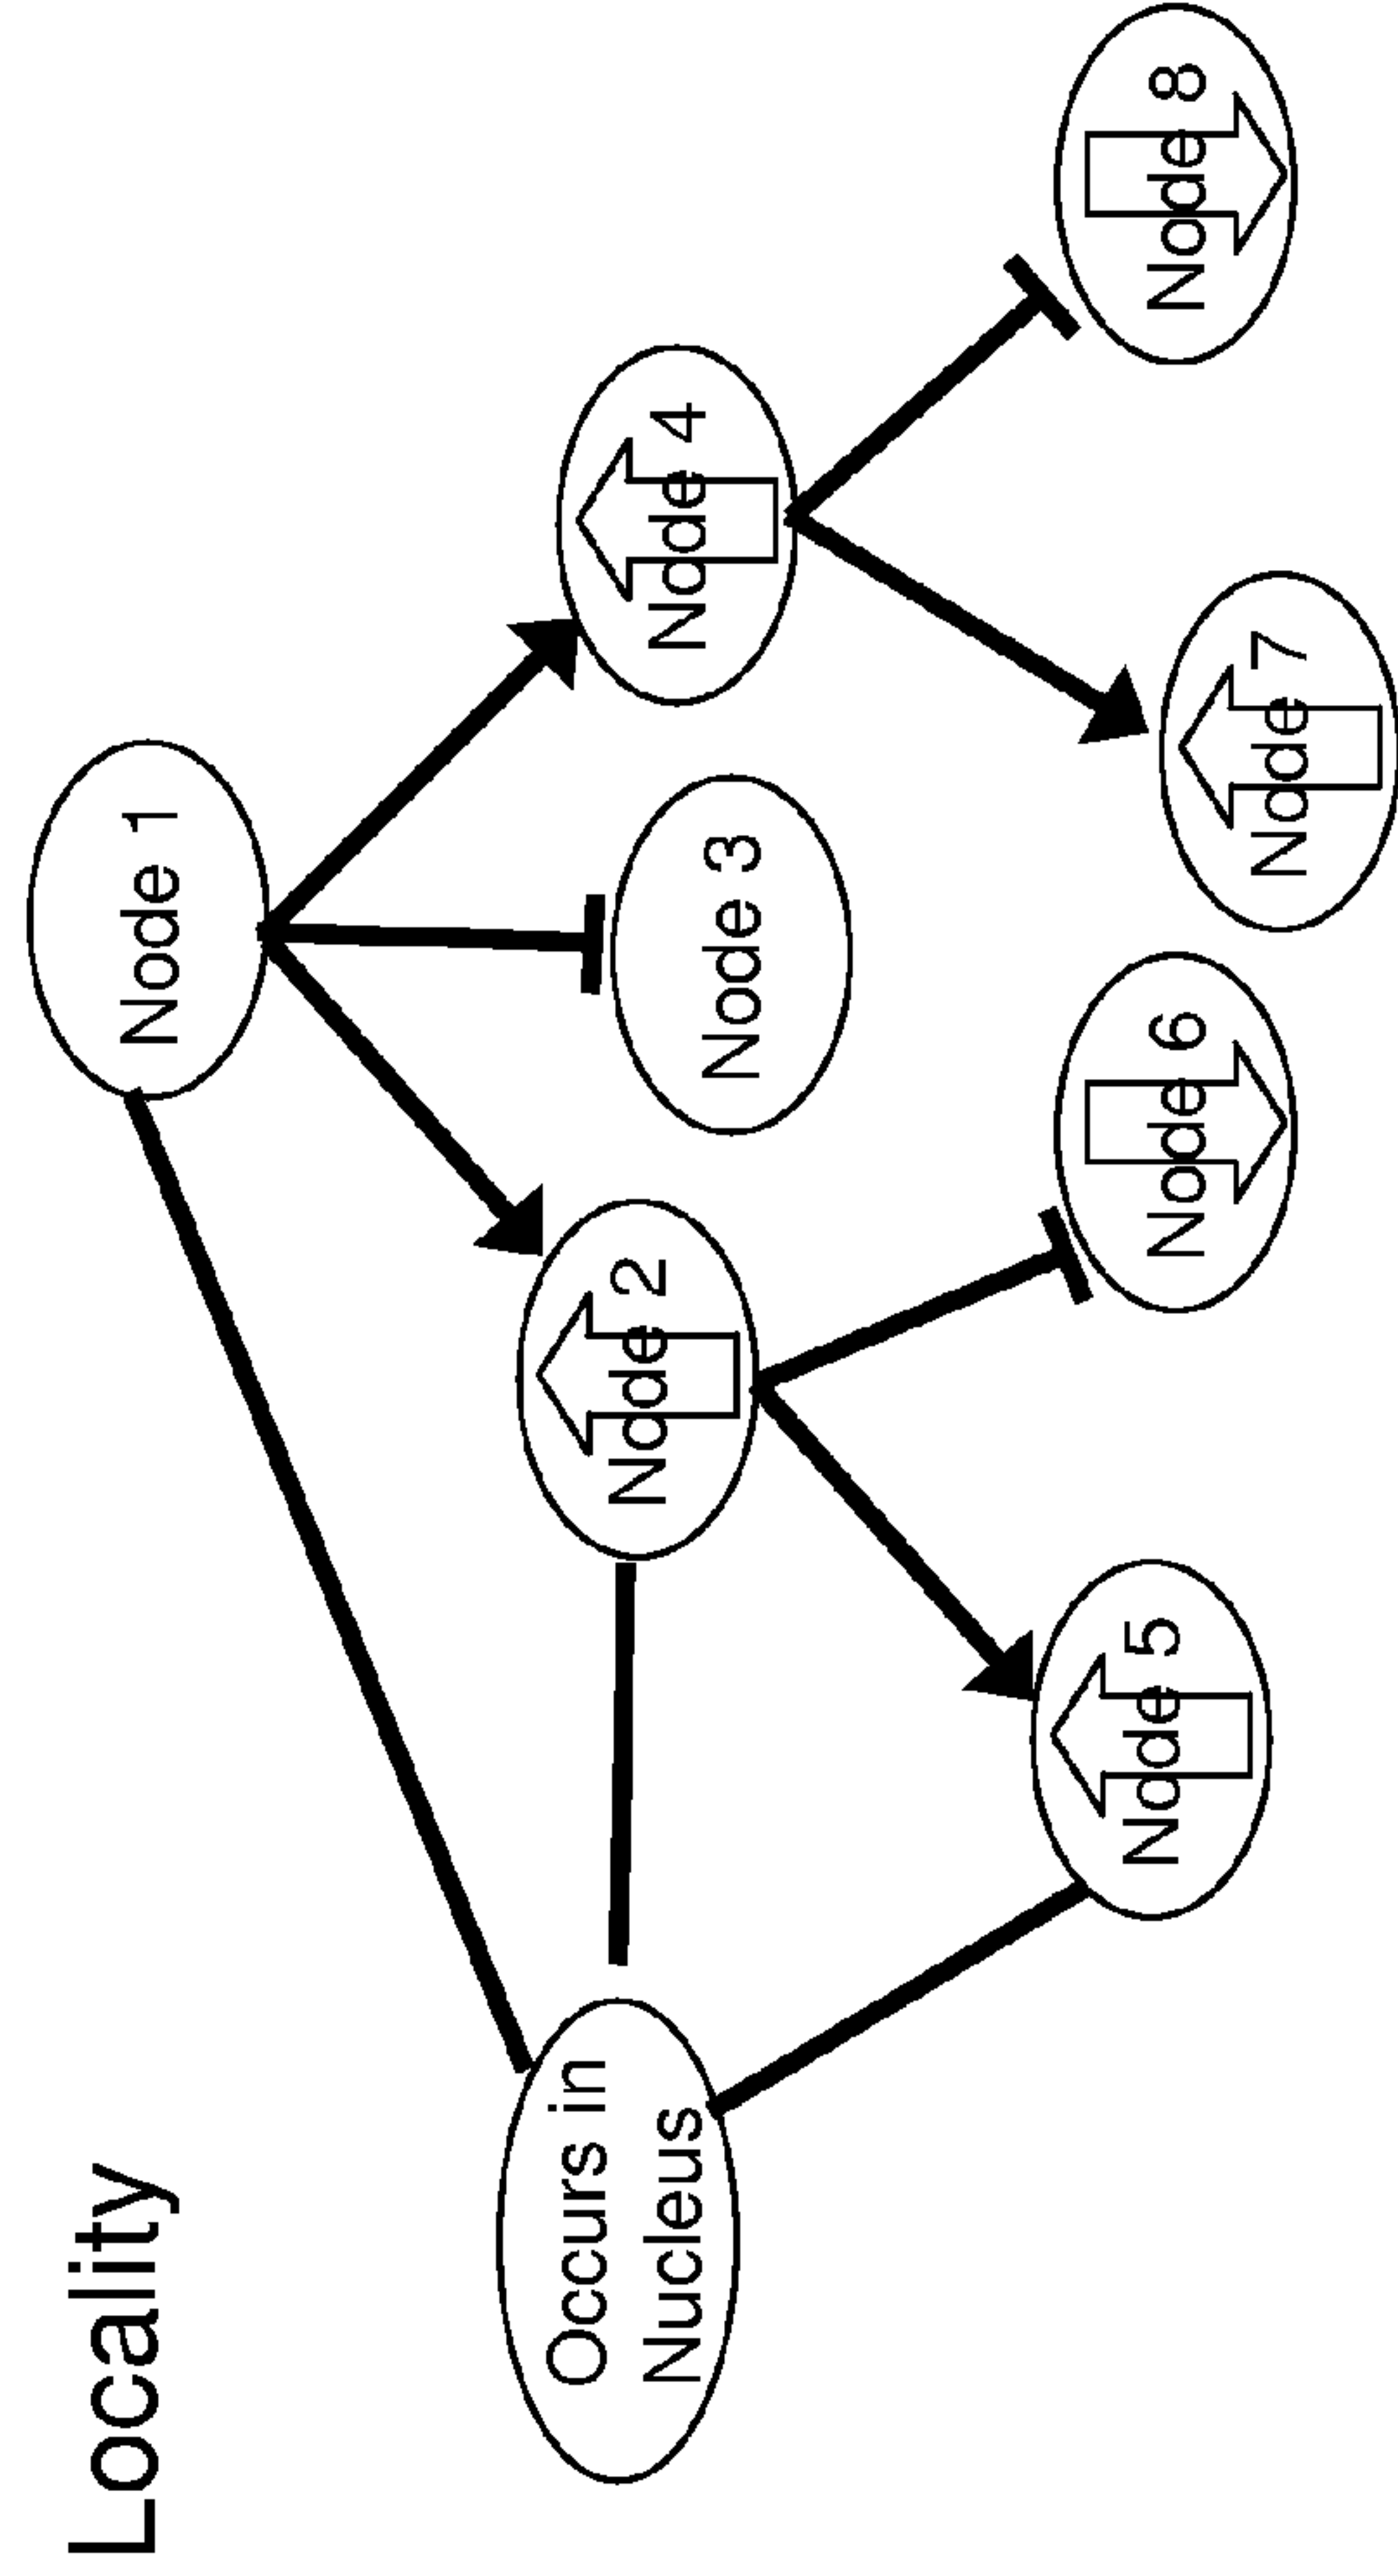 Locality
Node 1
Occurs in
Nucleus
Node 2
Node 3
Node 4
Node 5
Node 6
Node 7
Node 8